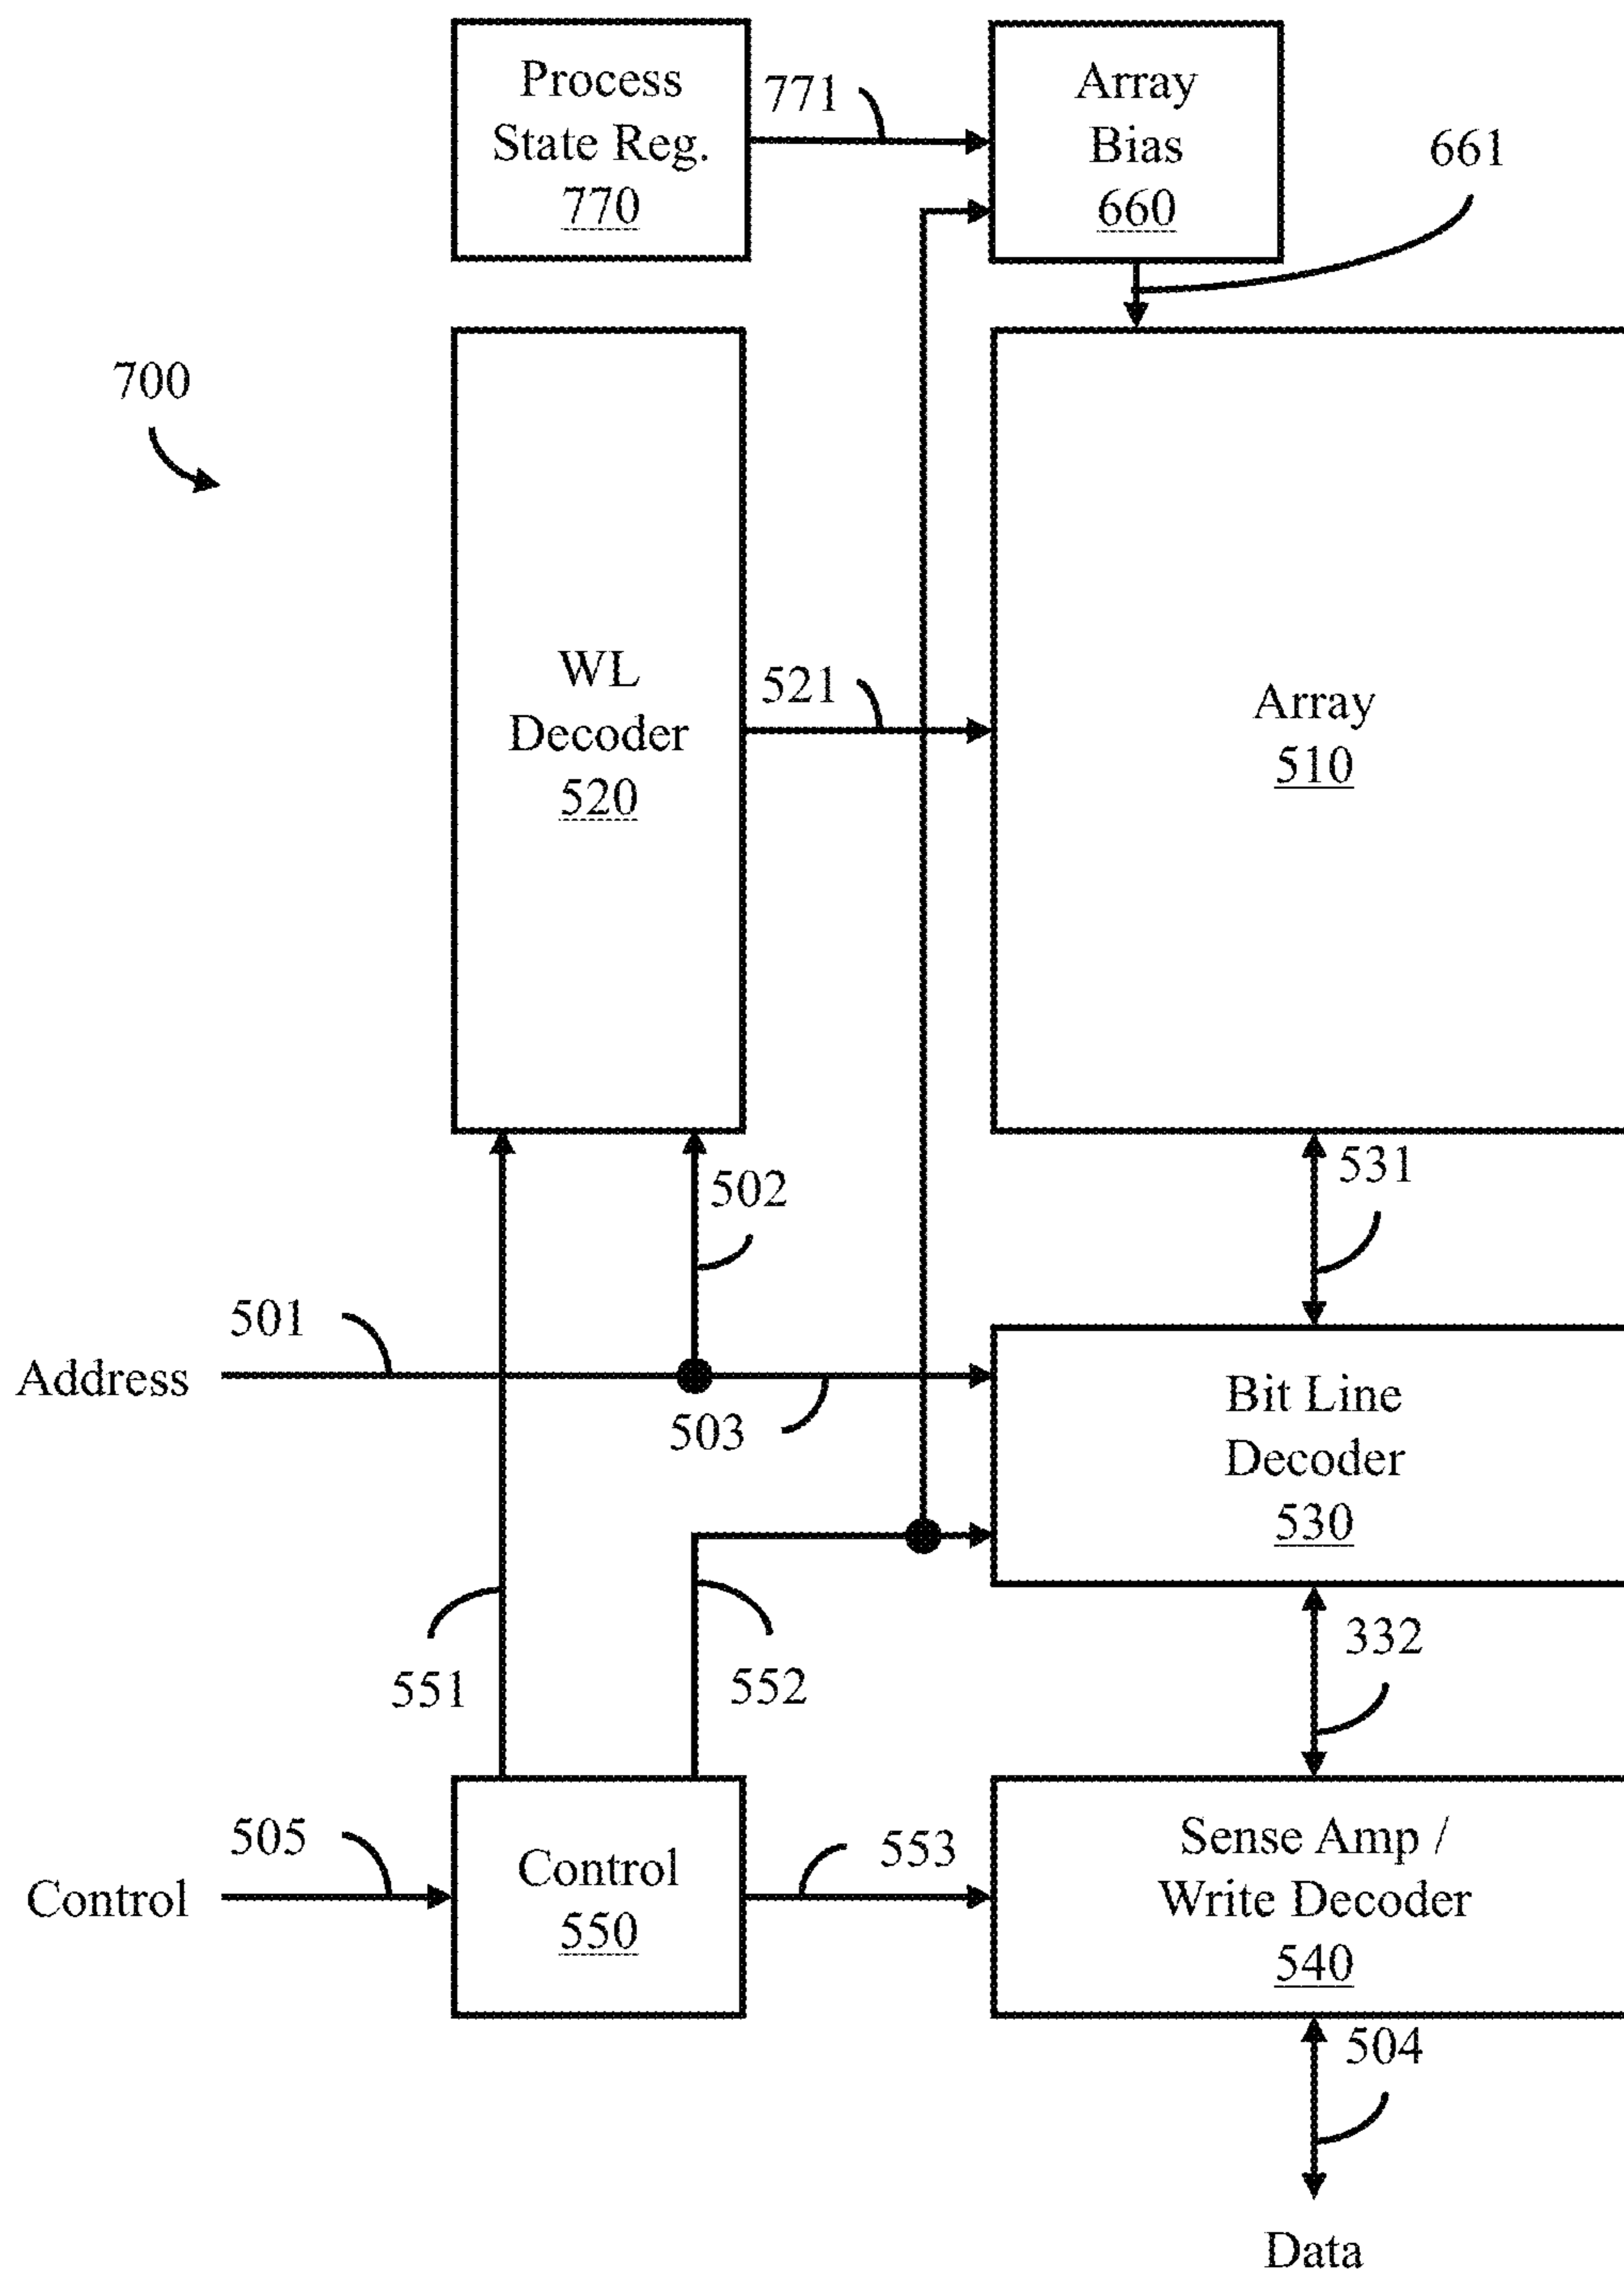 Process
State Reg.
770
771
Array
Bias
660
661
700
WL
Decoder
520
521
Array
510
502
531
501
Address
503
Bit Line
Decoder
530
551
552
332
505
Control
Control
550
553
Sense Amp /
Write Decoder
540
504
Data